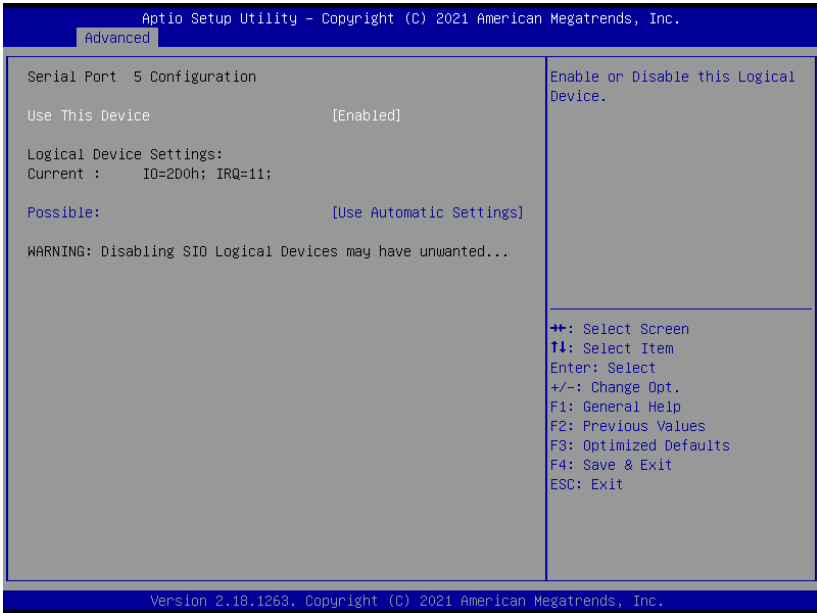 Aptio Setup Utility – Copyright (C) 2021 American Megatrends, Inc.
Advanced
Serial Port 5 Configuration
Use This Device [Enabled]
Logical Device Settings:
Current : IO=2D0h; IRQ=11;
Possible: [Use Automatic Settings]
WARNING: Disabling SIO Logical Devices may have unwanted...
Enable or Disable this Logical
Device.
→←: Select Screen
↑↓: Select Item
Enter: Select
+/-: Change Opt.
F1: General Help
F2: Previous Values
F3: Optimized Defaults
F4: Save & Exit
ESC: Exit
Version 2.18.1263. Copyright (C) 2021 American Megatrends, Inc.